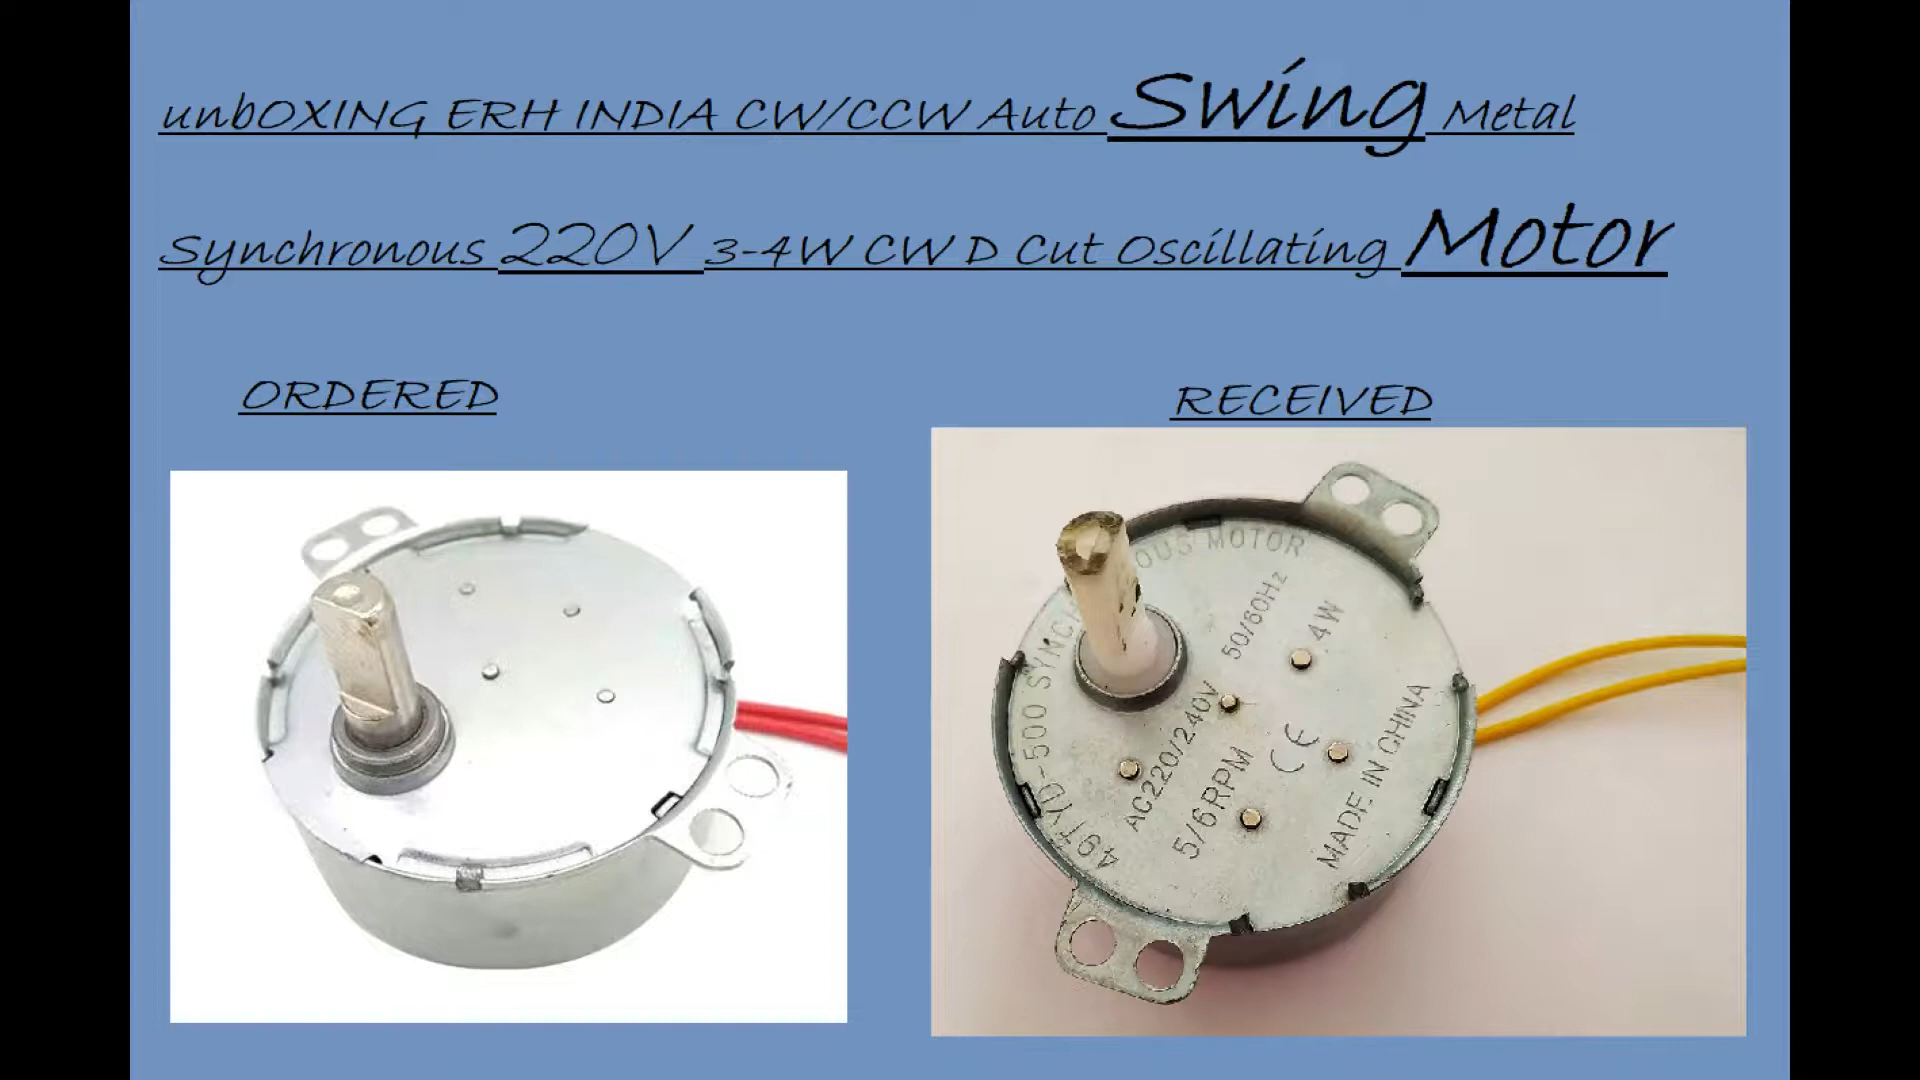 unbOXING ERH INDIA CW/CCW Auto Swing Metal
Synchronous 220V 3-4W CW D Cut Oscillating Motor
ORDERED
RECEIVED
49TYD-500 SYNCH OUS MOTOR
50/60Hz
4W
AC220/240V
5/6RPM
CE
MADE IN CHINA